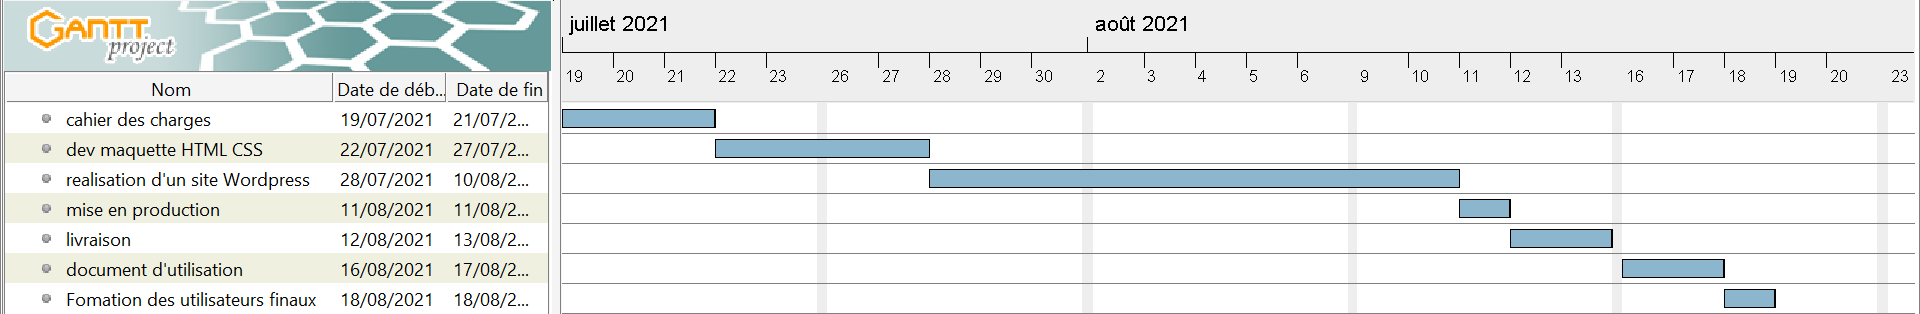 GANTT project
juillet 2021 août 2021
19 20 21 22 23 26 27 28 29 30 2 3 4 5 6 9 10 11 12 13 16 17 18 19 20 23
Nom Date de déb... Date de fin
cahier des charges 19/07/2021 21/07/2...
dev maquette HTML CSS 22/07/2021 27/07/2...
realisation d'un site Wordpress 28/07/2021 10/08/2...
mise en production 11/08/2021 11/08/2...
livraison 12/08/2021 13/08/2...
document d'utilisation 16/08/2021 17/08/2...
Fomation des utilisateurs finaux 18/08/2021 18/08/2...